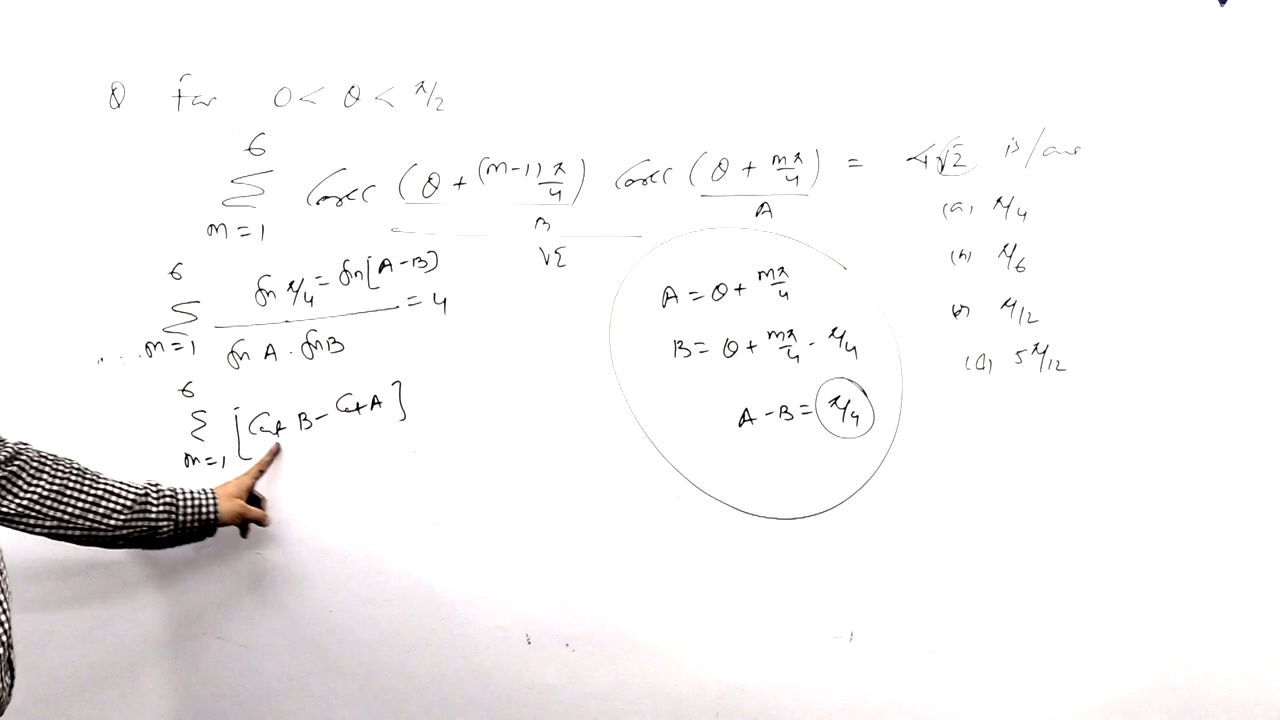 Q For 0 < θ < π/2
6
Σ Cosec (θ + (m-1)π/4) Cosec (θ + mπ/4) = 4√2 is/are
m=1
B A
√2
(a) π/4
(b) π/6
π/12
(d) 5π/12
6
Σ sin π/4 = sin[A-B] / sin A · sin B = 4
m=1
6
Σ [Cot B - Cot A]
m=1
A = θ + mπ/4
B = θ + mπ/4 - π/4
A - B = π/4